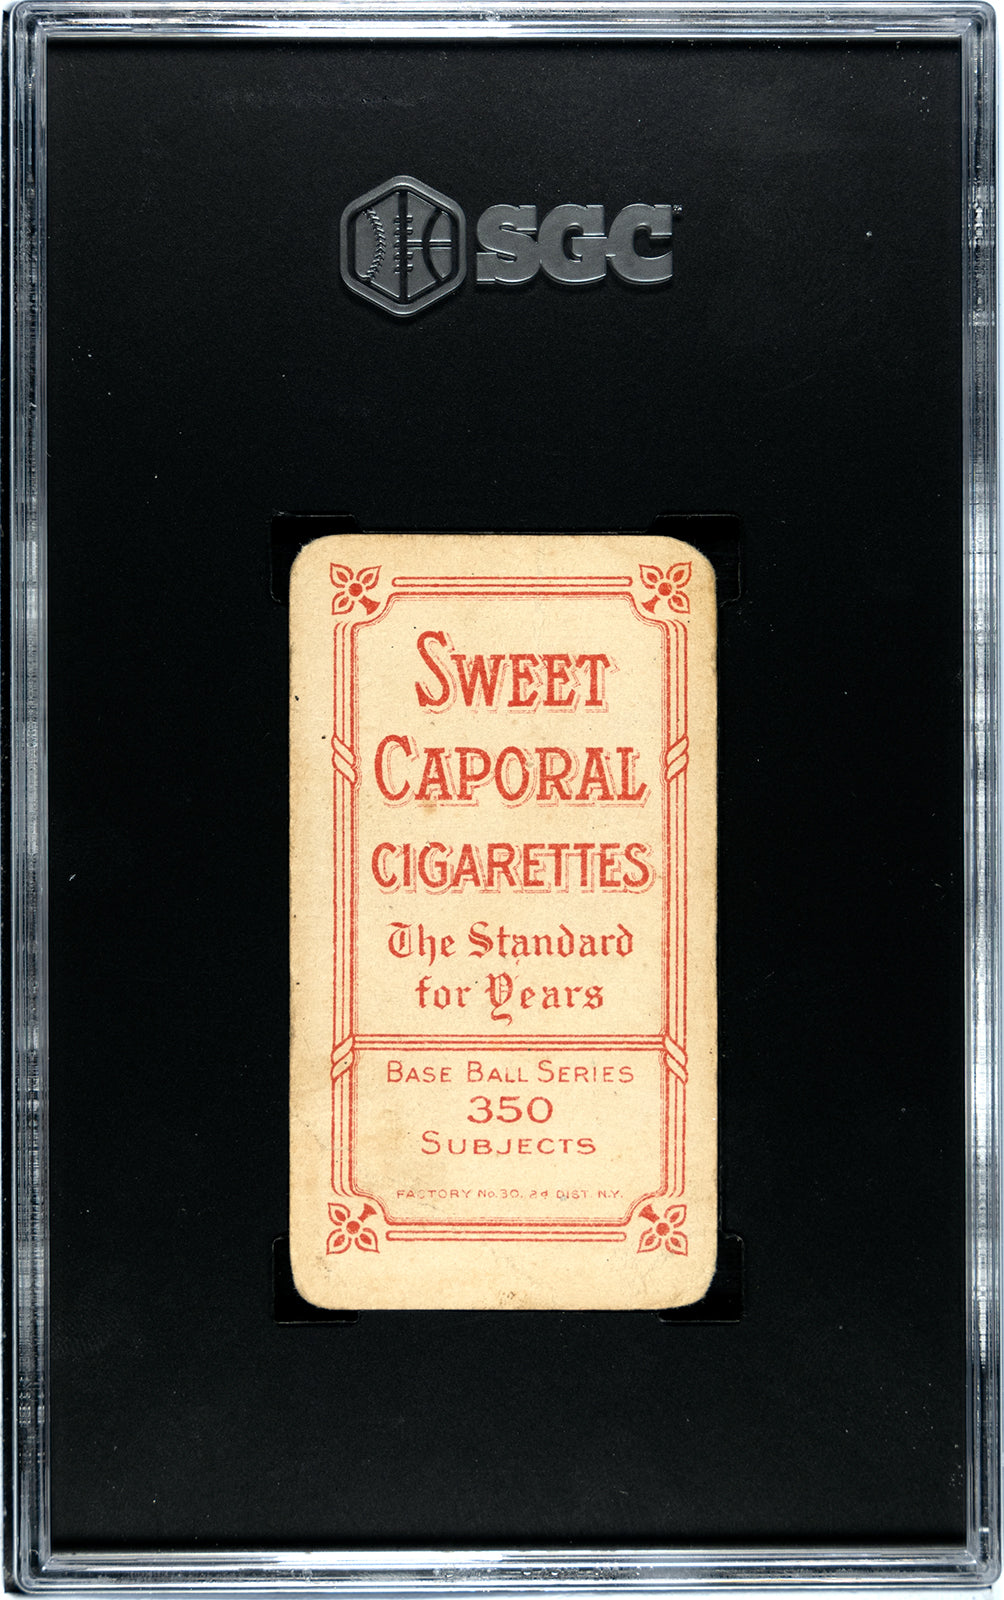 SGC
SWEET
CAPORAL
CIGARETTES
The Standard
for Years
BASE BALL SERIES
350
SUBJECTS
FACTORY No. 30. 2d DIST. N.Y.